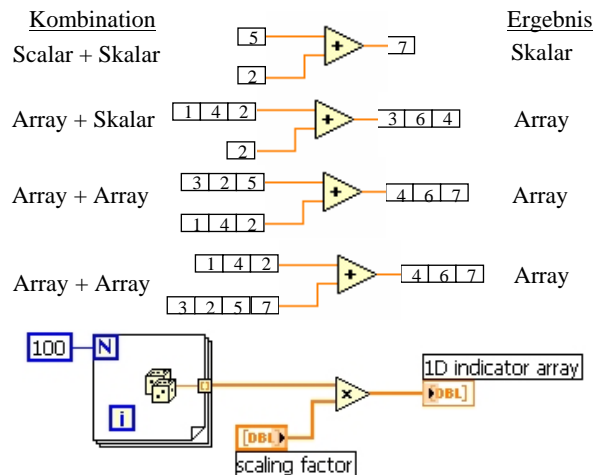 Kombination Ergebnis
5
Scalar + Skalar + 7 Skalar
2
Array + Skalar 1 4 2 + 3 6 4 Array
2
3 2 5
Array + Array + 4 6 7 Array
1 4 2
1 4 2
Array + Array + 4 6 7 Array
3 2 5 7
100 N
1D indicator array
i x DBL]
[DBL]
scaling factor